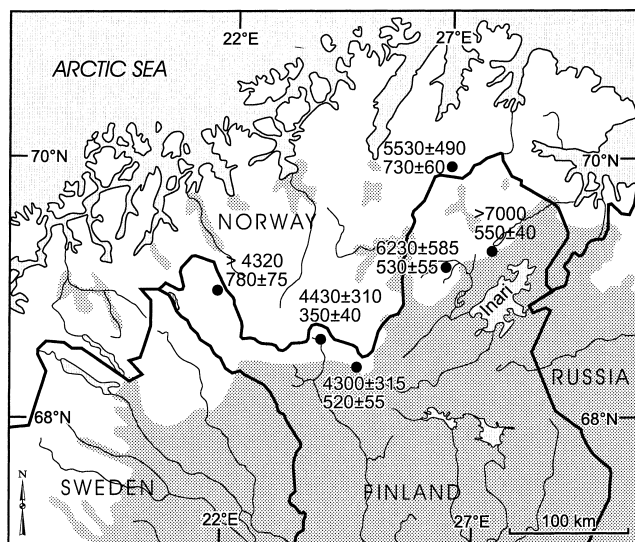 22°E
27°E
ARCTIC SEA
70°N
5530±490
730±60
70°N
NORWAY
>7000
550±40
6230±585
530±55
> 4320
780±75
4430±310
350±40
Inari
4300±315
520±55
RUSSIA
68°N
68°N
N
SWEDEN
FINLAND
22°E
27°E
100 km